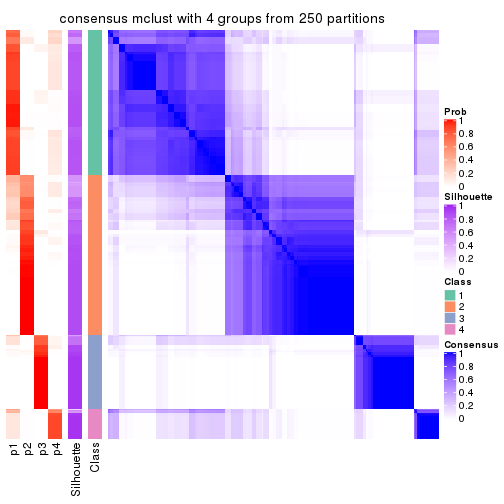 consensus mclust with 4 groups from 250 partitions
Prob
1
0.8
0.6
0.4
0.2
0
Silhouette
0.8
0.6
0.4
0.2
0
Class
1
2
3
4
Consensus
1
0.8
0.6
0.4
0.2
0
p1
p2
p3
p4
Silhouette
Class